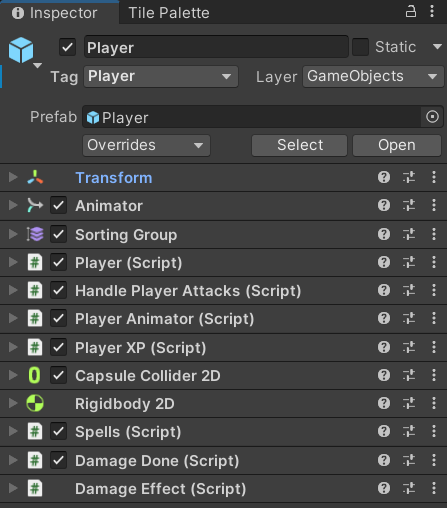 Inspector Tile Palette
Player Static
Tag Player Layer GameObjects
Prefab Player
Overrides Select Open
Transform
Animator
Sorting Group
# Player (Script)
# Handle Player Attacks (Script)
# Player Animator (Script)
# Player XP (Script)
Capsule Collider 2D
Rigidbody 2D
# Spells (Script)
# Damage Done (Script)
# Damage Effect (Script)